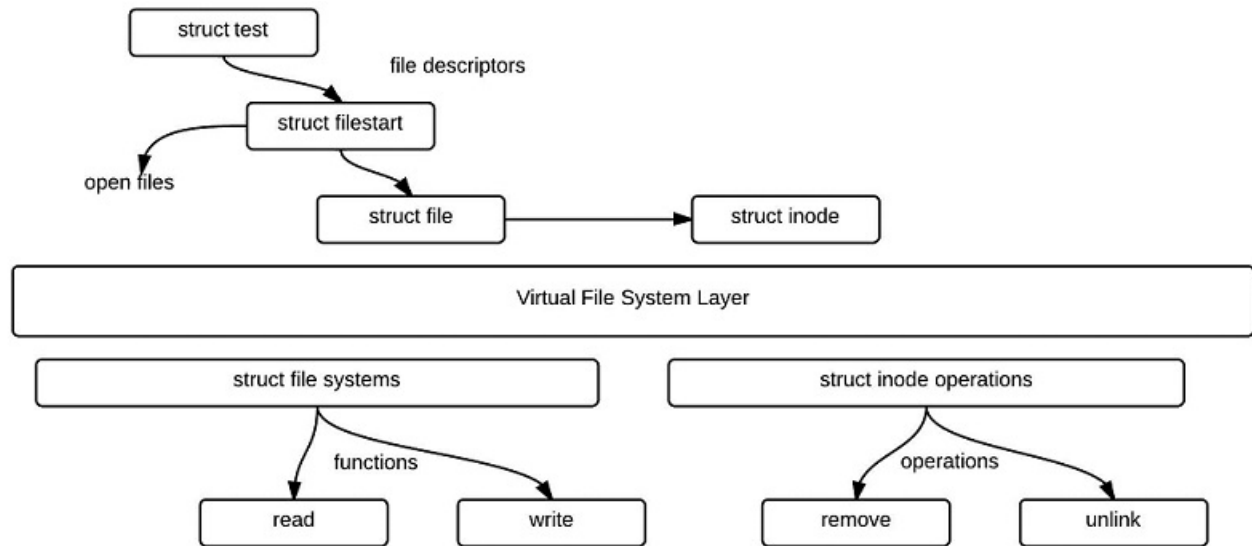 struct test
file descriptors
struct filestart
open files
struct file
struct inode
Virtual File System Layer
struct file systems
struct inode operations
functions
operations
read
write
remove
unlink